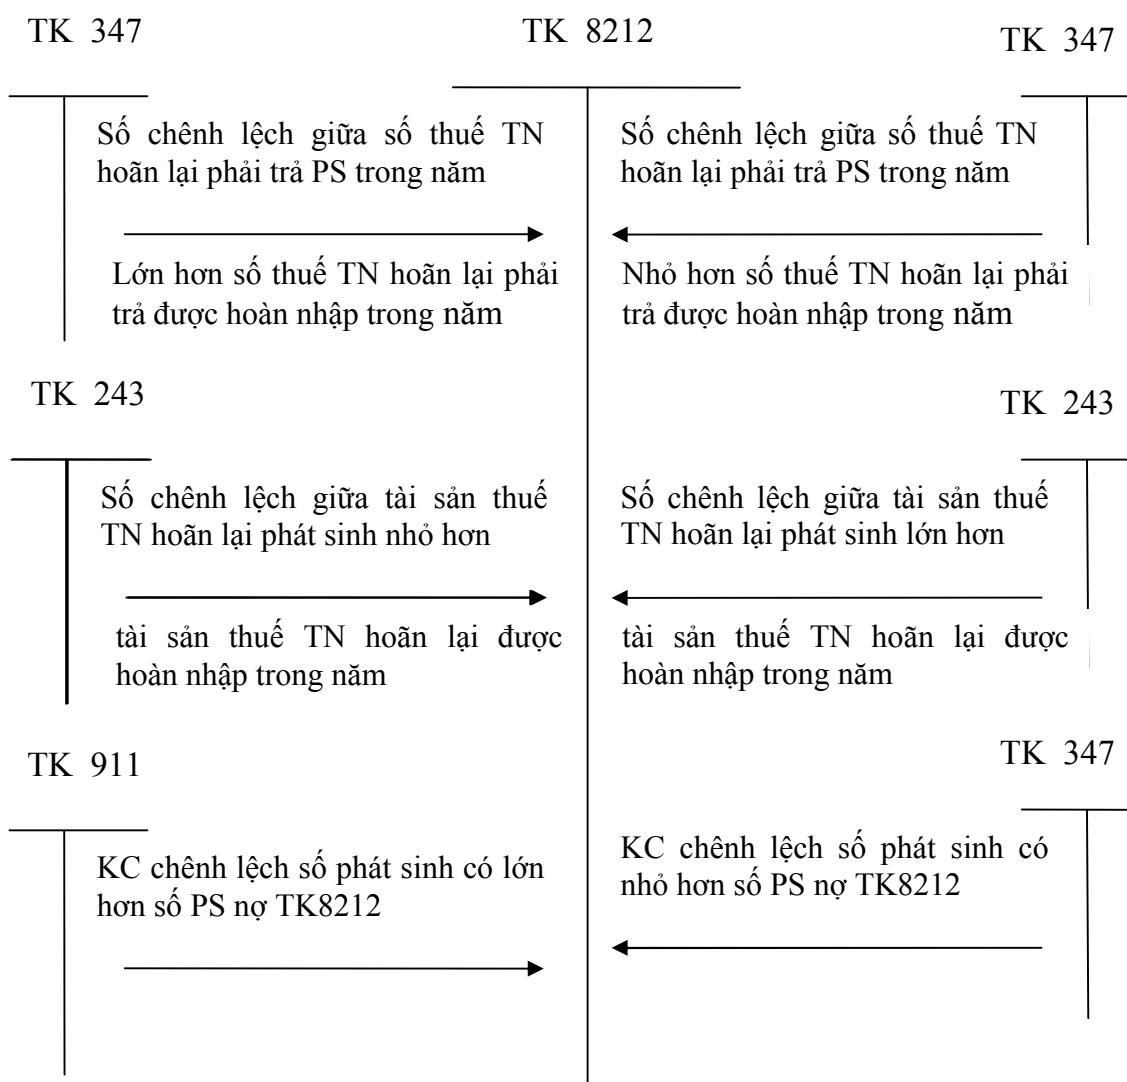 TK 347
TK 8212
TK 347
Số chênh lệch giữa số thuế TN
hoãn lại phải trả PS trong năm
Số chênh lệch giữa số thuế TN
hoãn lại phải trả PS trong năm
Lớn hơn số thuế TN hoãn lại phải
trả được hoàn nhập trong năm
Nhỏ hơn số thuế TN hoãn lại phải
trả được hoàn nhập trong năm
TK 243
TK 243
Số chênh lệch giữa tài sản thuế
TN hoãn lại phát sinh nhỏ hơn
Số chênh lệch giữa tài sản thuế
TN hoãn lại phát sinh lớn hơn
tài sản thuế TN hoãn lại được
hoàn nhập trong năm
tài sản thuế TN hoãn lại được
hoàn nhập trong năm
TK 911
TK 347
KC chênh lệch số phát sinh có lớn
hơn số PS nợ TK8212
KC chênh lệch số phát sinh có
nhỏ hơn số PS nợ TK8212